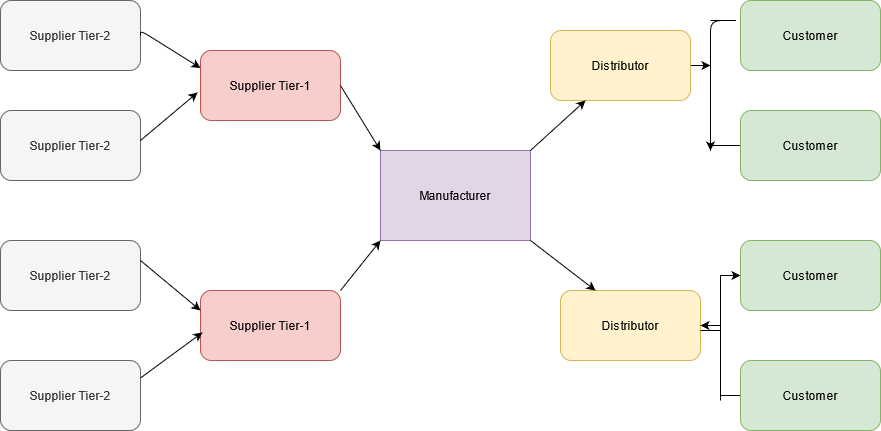 Supplier Tier-2
Supplier Tier-1
Supplier Tier-2
Supplier Tier-2
Supplier Tier-1
Supplier Tier-2
Manufacturer
Distributor
Customer
Customer
Distributor
Customer
Customer